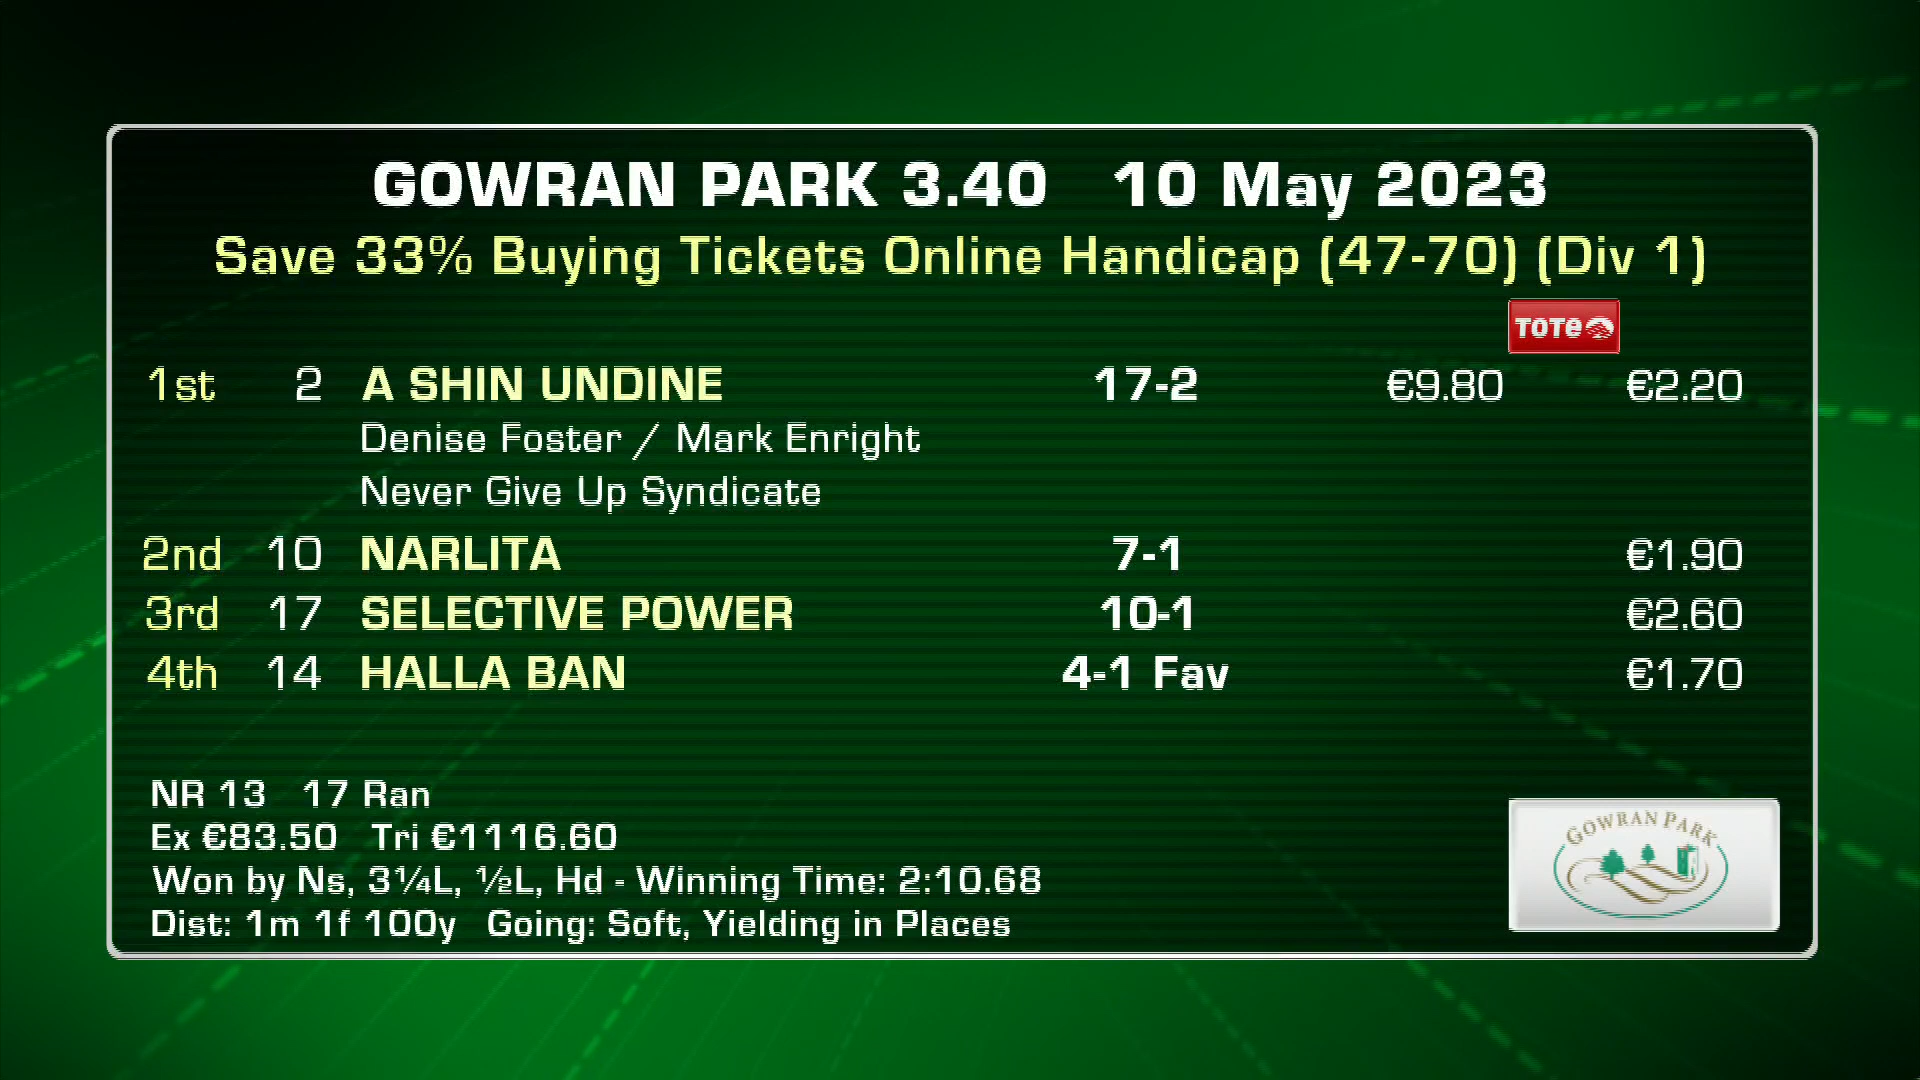 GOWRAN PARK 3.40 10 May 2023
Save 33% Buying Tickets Online Handicap (47-70) (Div 1)
TOTE
1st 2 A SHIN UNDINE 17-2 €9.80 €2.20
Denise Foster / Mark Enright
Never Give Up Syndicate
2nd 10 NARLITA 7-1 €1.90
3rd 17 SELECTIVE POWER 10-1 €2.60
4th 14 HALLA BAN 4-1 Fav €1.70
NR 13 17 Ran
Ex €83.50 Tri €1116.60
Won by Ns, 3¼L, ½L, Hd - Winning Time: 2:10.68
Dist: 1m 1f 100y Going: Soft, Yielding in Places
GOWRAN PARK